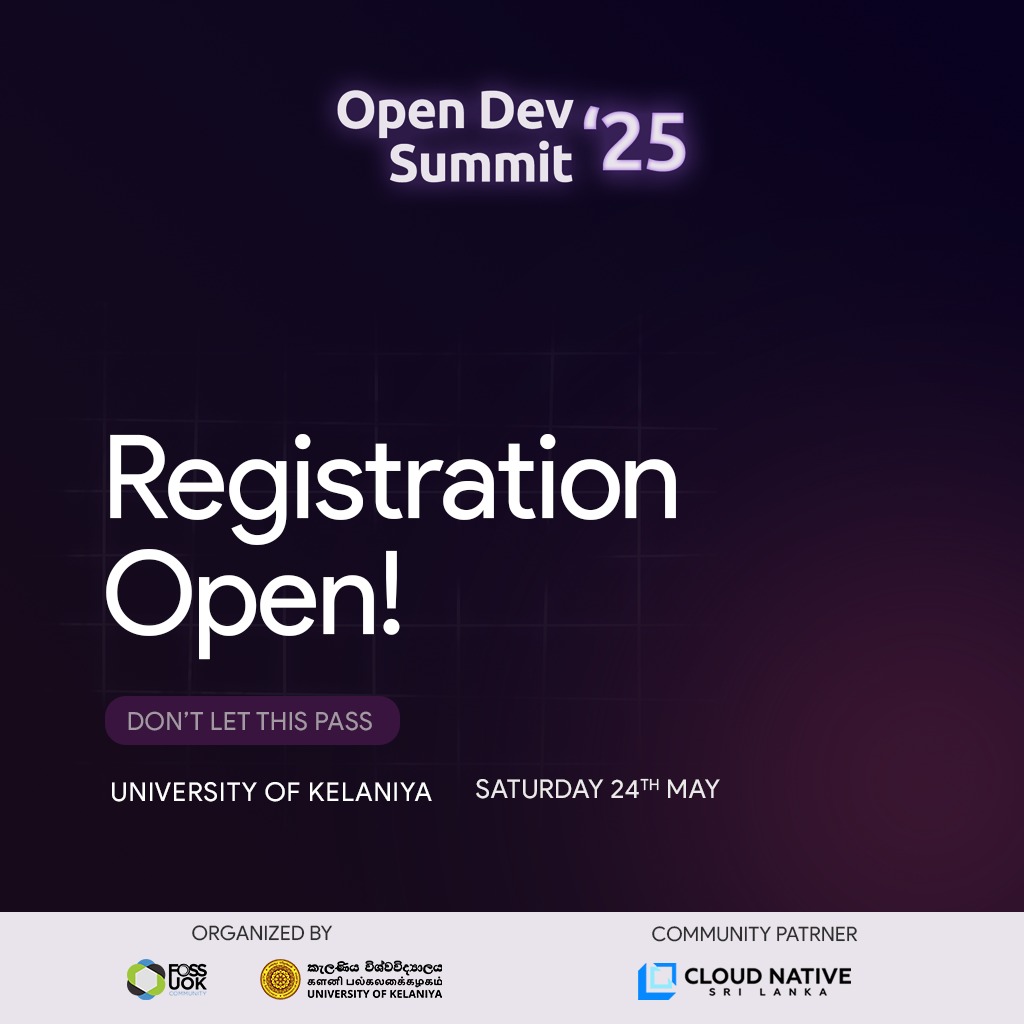 Open Dev
Summit
‘25
Registration
Open!
DON’T LET THIS PASS
UNIVERSITY OF KELANIYA
SATURDAY 24TH MAY
ORGANIZED BY
COMMUNITY PATRNER
FOSS
UOK
COMMUNITY
කැලණිය විශ්වවිද්‍යාලය
களனி பல்கலைக்கழகம்
UNIVERSITY OF KELANIYA
CLOUD NATIVE
SRI LANKA